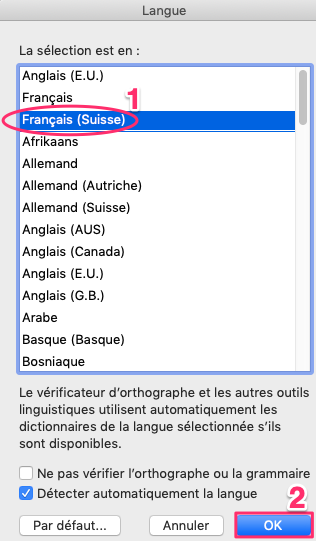 Langue
La sélection est en :
Anglais (E.U.)
Français
1
Français (Suisse)
Afrikaans
Allemand
Allemand (Autriche)
Allemand (Suisse)
Anglais (AUS)
Anglais (Canada)
Anglais (E.U.)
Anglais (G.B.)
Arabe
Basque (Basque)
Bosniaque
Le vérificateur d'orthographe et les autres outils
linguistiques utilisent automatiquement les
dictionnaires de la langue sélectionnée s'ils
sont disponibles.
Ne pas vérifier l'orthographe ou la grammaire
Détecter automatiquement la langue
2
Par défaut... Annuler OK